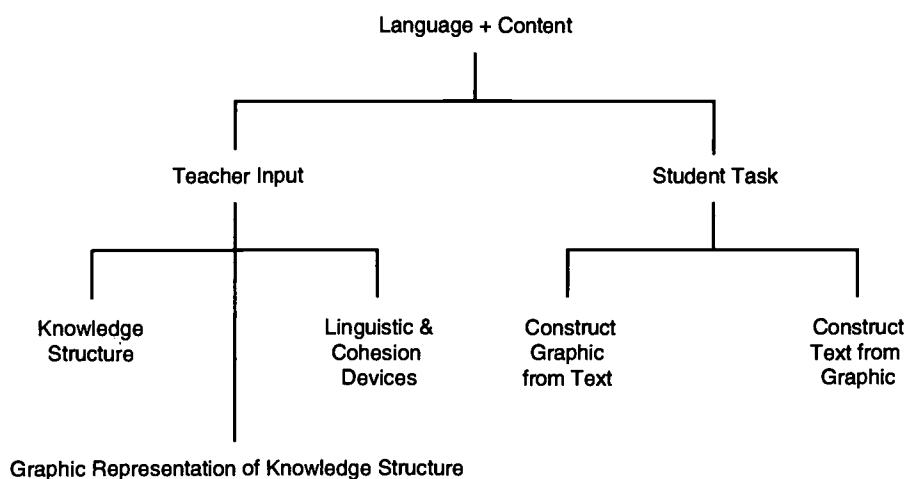 Language + Content
Teacher Input
Student Task
Knowledge
Structure
Linguistic &
Cohesion
Devices
Construct
Graphic
from Text
Construct
Text from
Graphic
Graphic Representation of Knowledge Structure